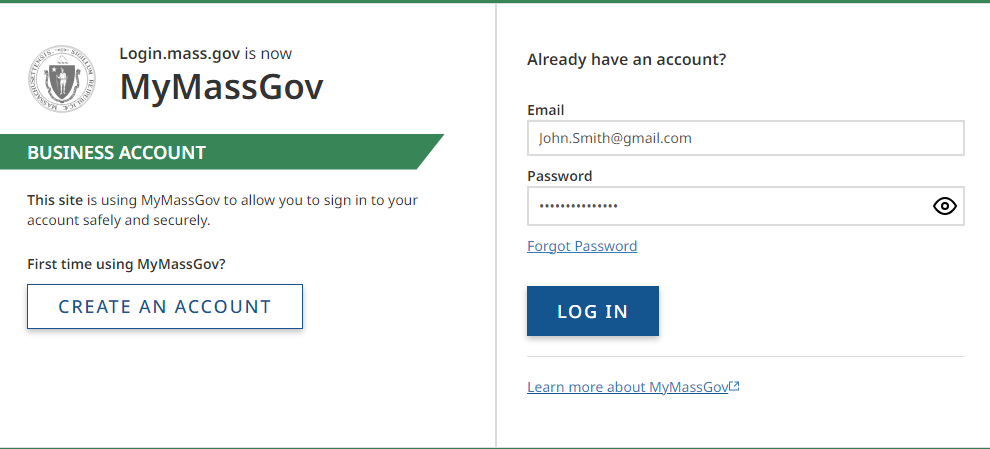 Login.mass.gov is now
MyMassGov
BUSINESS ACCOUNT
This site is using MyMassGov to allow you to sign in to your
account safely and securely.
First time using MyMassGov?
CREATE AN ACCOUNT
Already have an account?
Email
John.Smith@gmail.com
Password
•••••••••••••••
Forgot Password
LOG IN
Learn more about MyMassGov